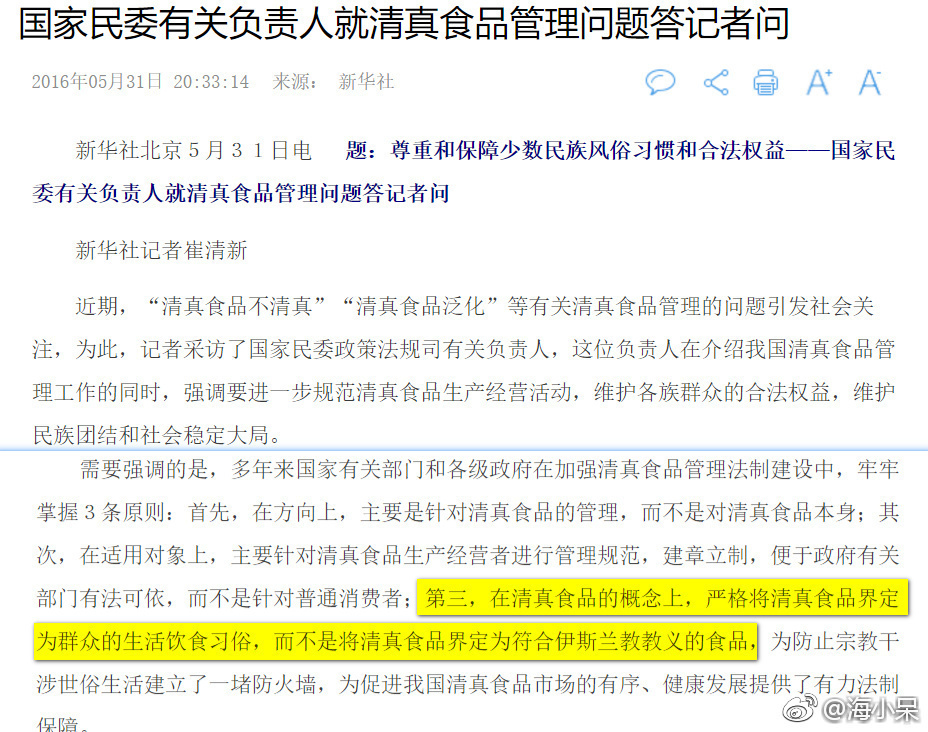 国家民委有关负责人就清真食品管理问题答记者问
2016年05月31日 20:33:14 来源： 新华社
A+ A-
新华社北京５月３１日电 题：尊重和保障少数民族风俗习惯和合法权益——国家民
委有关负责人就清真食品管理问题答记者问
新华社记者崔清新
近期，“清真食品不清真”“清真食品泛化”等有关清真食品管理的问题引发社会关
注，为此，记者采访了国家民委政策法规司有关负责人，这位负责人在介绍我国清真食品管
理工作的同时，强调要进一步规范清真食品生产经营活动，维护各族群众的合法权益，维护
民族团结和社会稳定大局。
需要强调的是，多年来国家有关部门和各级政府在加强清真食品管理法制建设中，牢牢
掌握３条原则：首先，在方向上，主要是针对清真食品的管理，而不是对清真食品本身；其
次，在适用对象上，主要针对清真食品生产经营者进行管理规范，建章立制，便于政府有关
部门有法可依，而不是针对普通消费者；第三，在清真食品的概念上，严格将清真食品界定
为群众的生活饮食习俗，而不是将清真食品界定为符合伊斯兰教教义的食品，为防止宗教干
涉世俗生活建立了一堵防火墙，为促进我国清真食品市场的有序、健康发展提供了有力法制
保障。
@海小呆